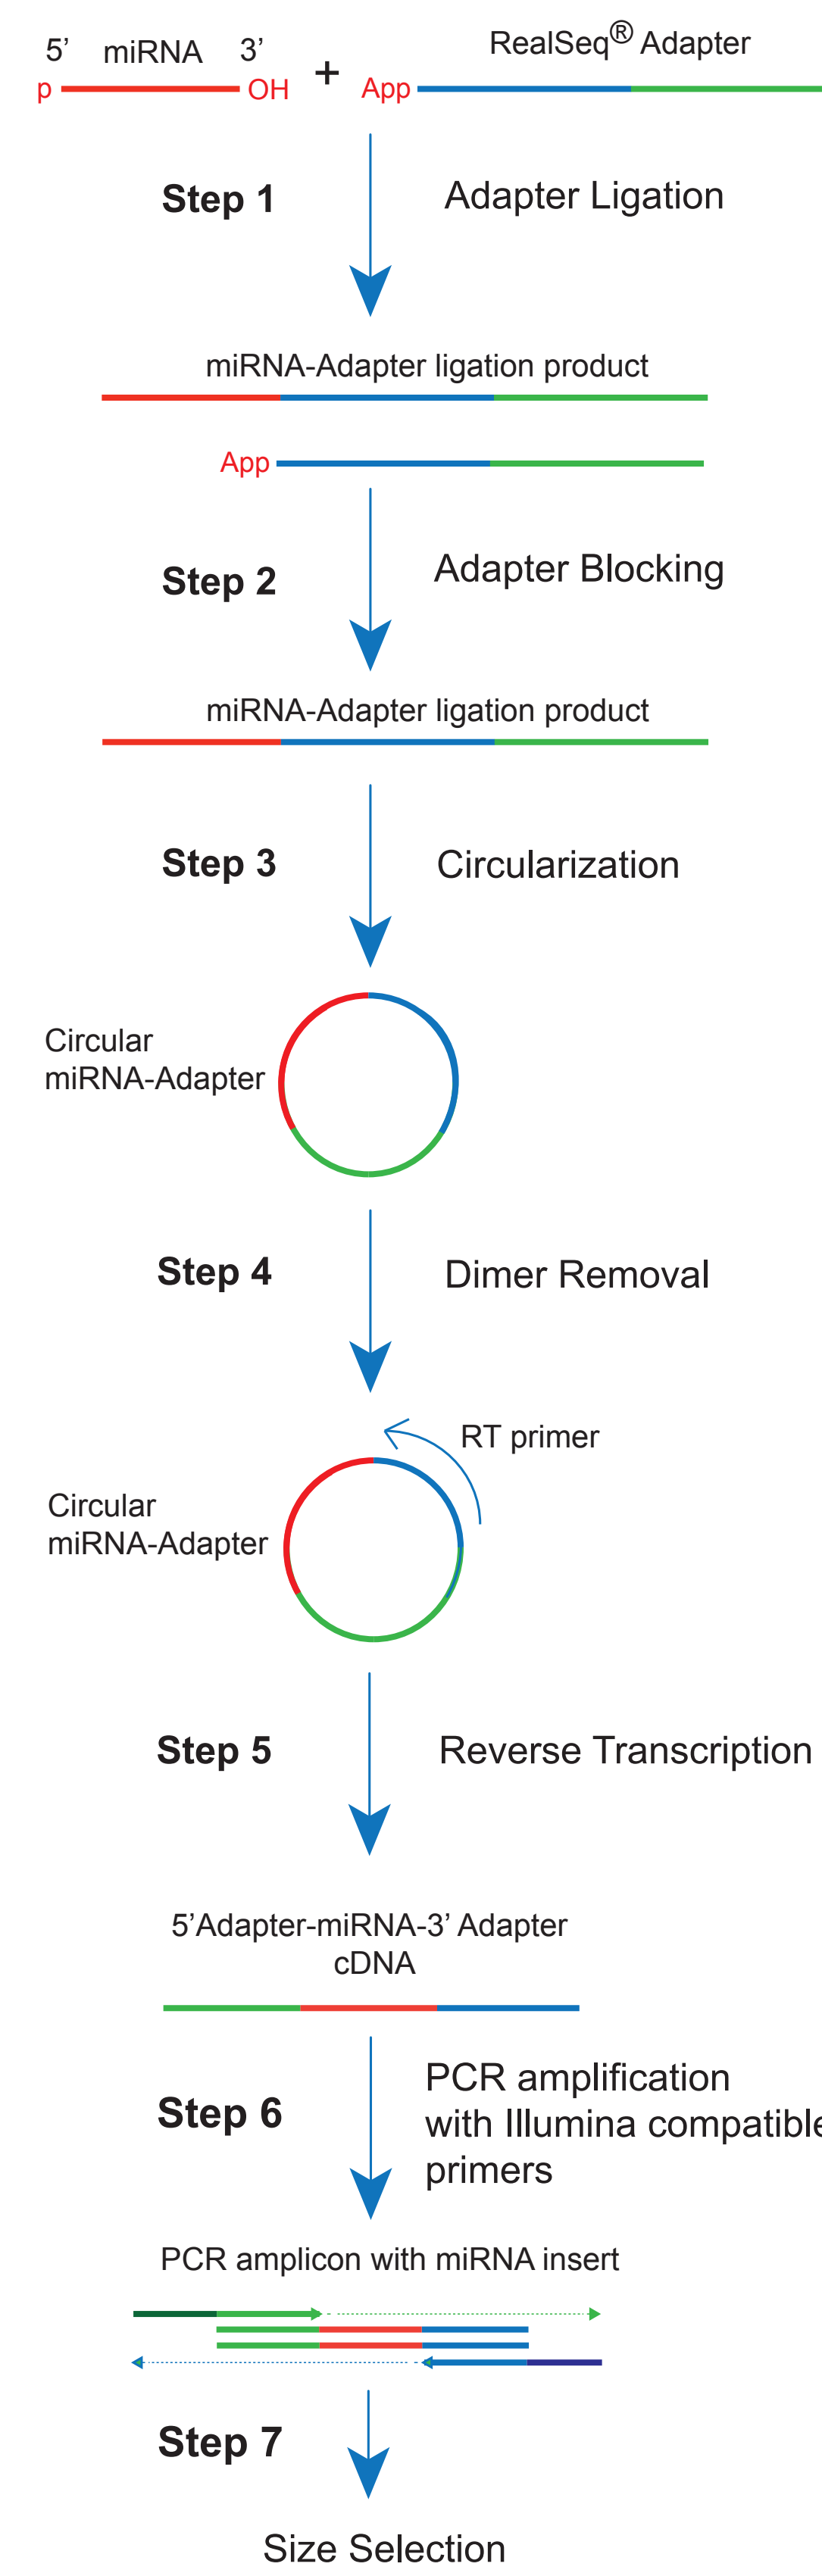 5’ miRNA 3’
RealSeq® Adapter
p
OH
+
App
Step 1
Adapter Ligation
miRNA-Adapter ligation product
App
Step 2
Adapter Blocking
miRNA-Adapter ligation product
Step 3
Circularization
Circular
miRNA-Adapter
Step 4
Dimer Removal
RT primer
Circular
miRNA-Adapter
Step 5
Reverse Transcription
5’Adapter-miRNA-3’ Adapter
cDNA
Step 6
PCR amplification
with Illumina compatible
primers
PCR amplicon with miRNA insert
Step 7
Size Selection